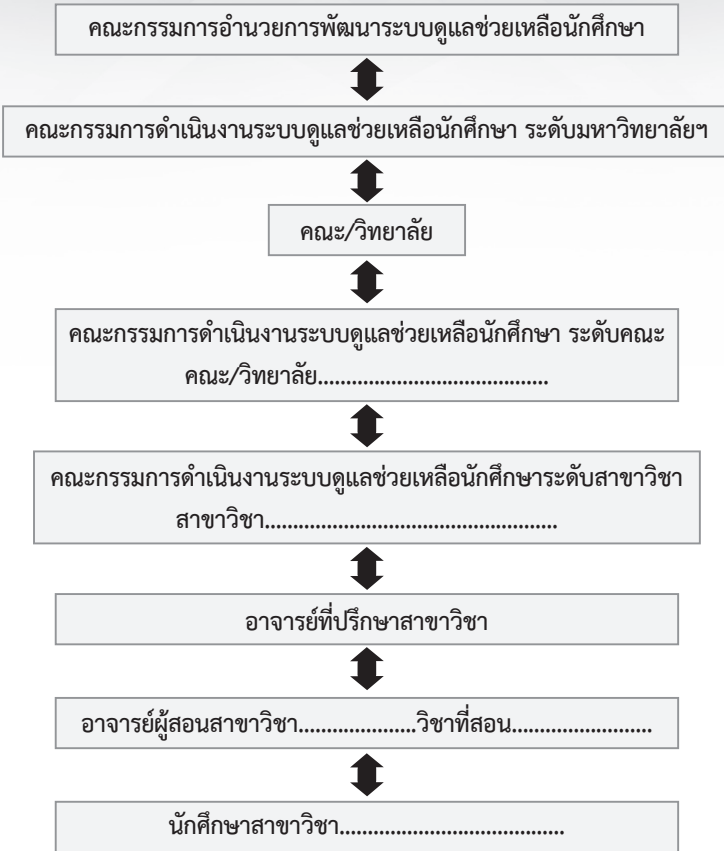 คณะกรรมการอำนวยการพัฒนาระบบดูแลช่วยเหลือนักศึกษา
คณะกรรมการดำเนินงานระบบดูแลช่วยเหลือนักศึกษา ระดับมหาวิทยาลัยฯ
คณะ/วิทยาลัย
คณะกรรมการดำเนินงานระบบดูแลช่วยเหลือนักศึกษา ระดับคณะ
คณะ/วิทยาลัย.......................................
คณะกรรมการดำเนินงานระบบดูแลช่วยเหลือนักศึกษาระดับสาขาวิชา
สาขาวิชา.................................................
อาจารย์ที่ปรึกษาสาขาวิชา
อาจารย์ผู้สอนสาขาวิชา....................วิชาที่สอน........................
นักศึกษาสาขาวิชา......................................